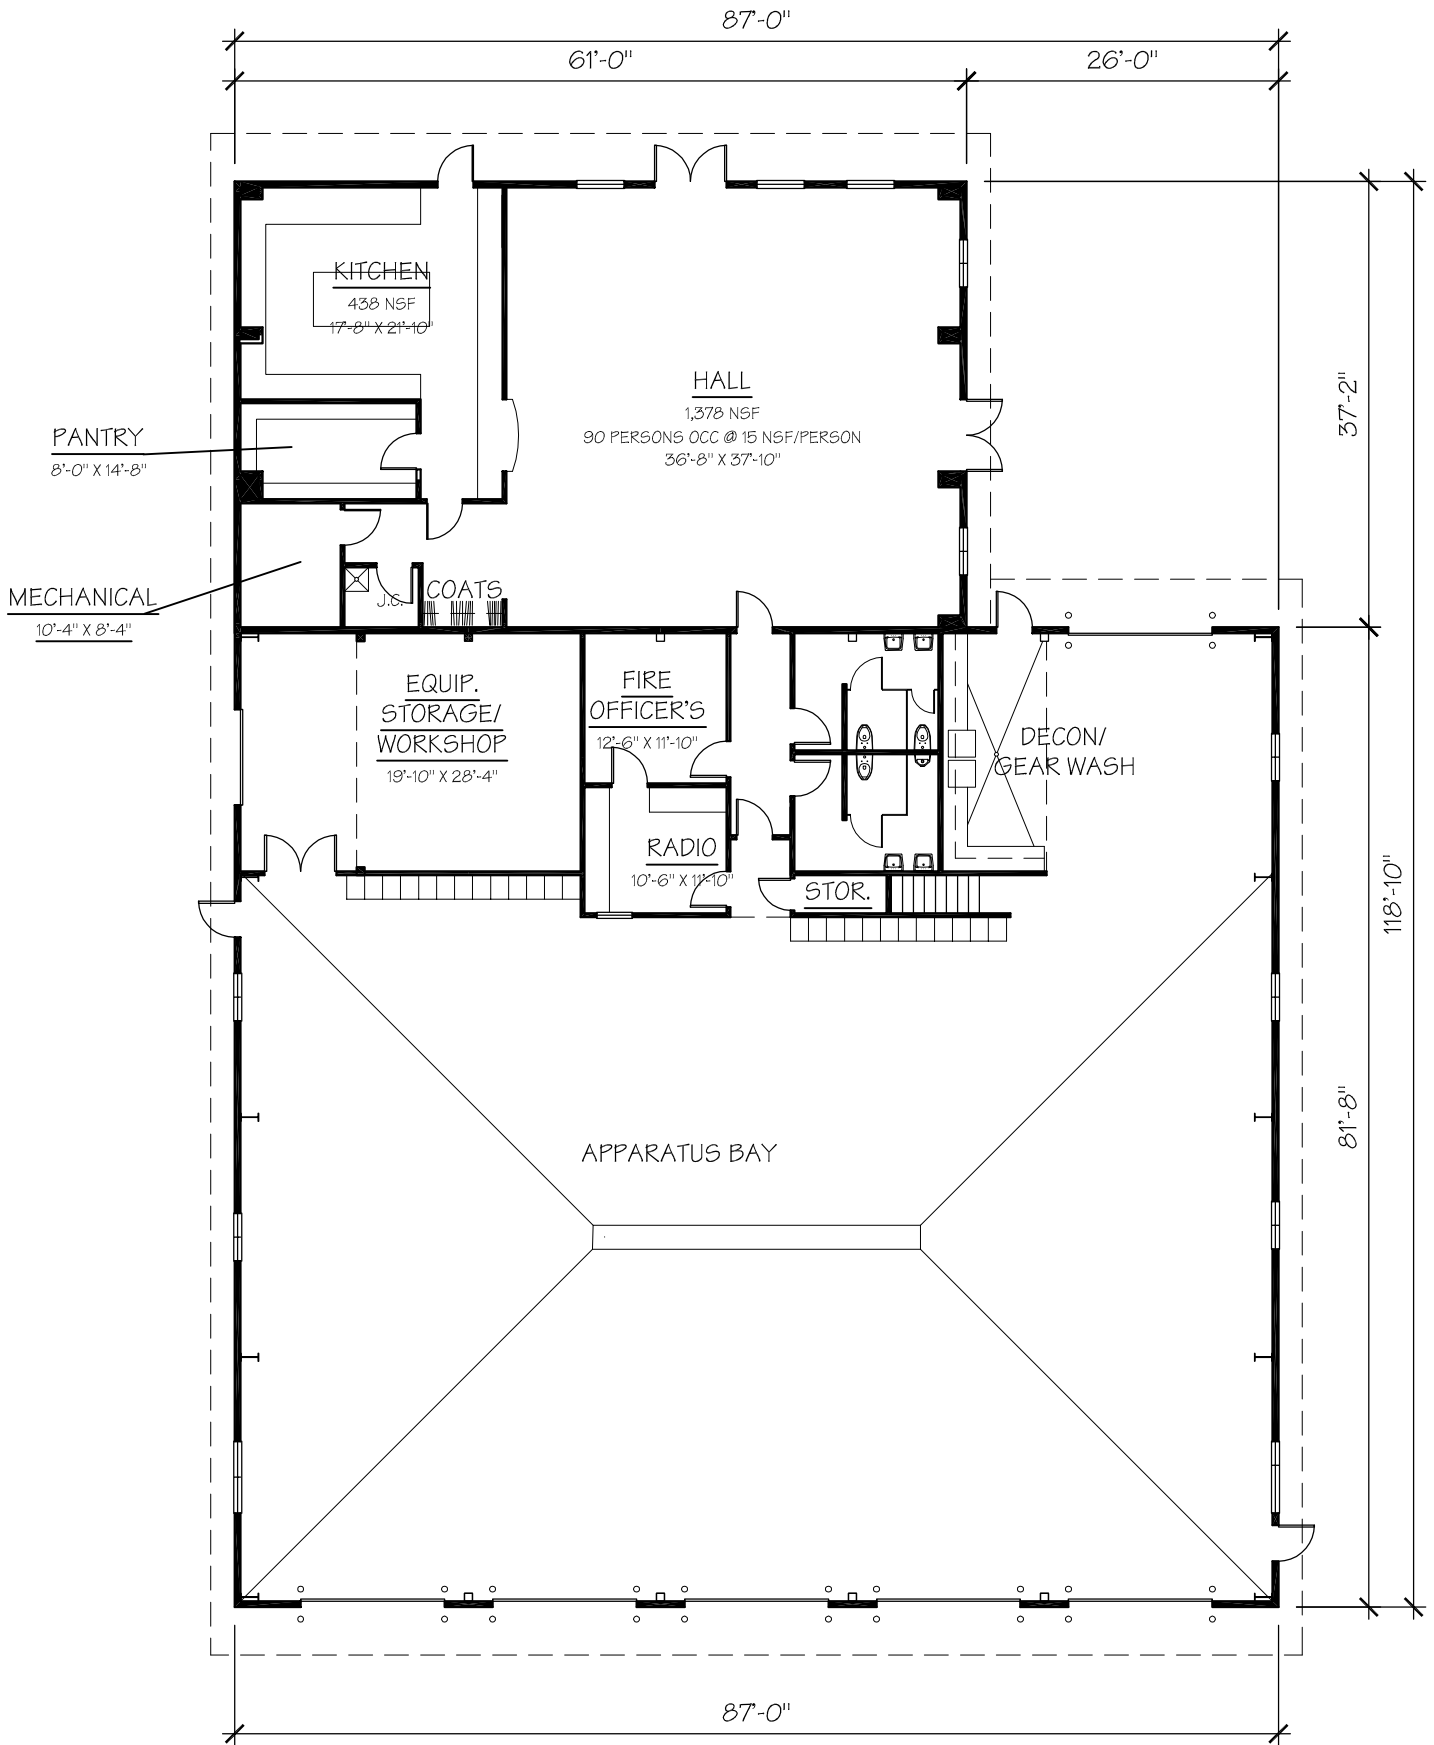 87'-0"
61'-0"
26'-0"
KITCHEN
438 NSF
17'-8" X 21'-10"
HALL
1,378 NSF
90 PERSONS OCC @ 15 NSF/PERSON
36'-8" X 37'-10"
37'-2"
PANTRY
8'-0" X 14'-8"
MECHANICAL
10'-4" X 8'-4"
J.C.
COATS
EQUIP.
STORAGE/
WORKSHOP
19'-10" X 28'-4"
FIRE
OFFICER'S
12'-6" X 11'-10"
DECON/
GEAR WASH
RADIO
10'-6" X 11'-10"
STOR.
118'-10"
81'-8"
APPARATUS BAY
87'-0"